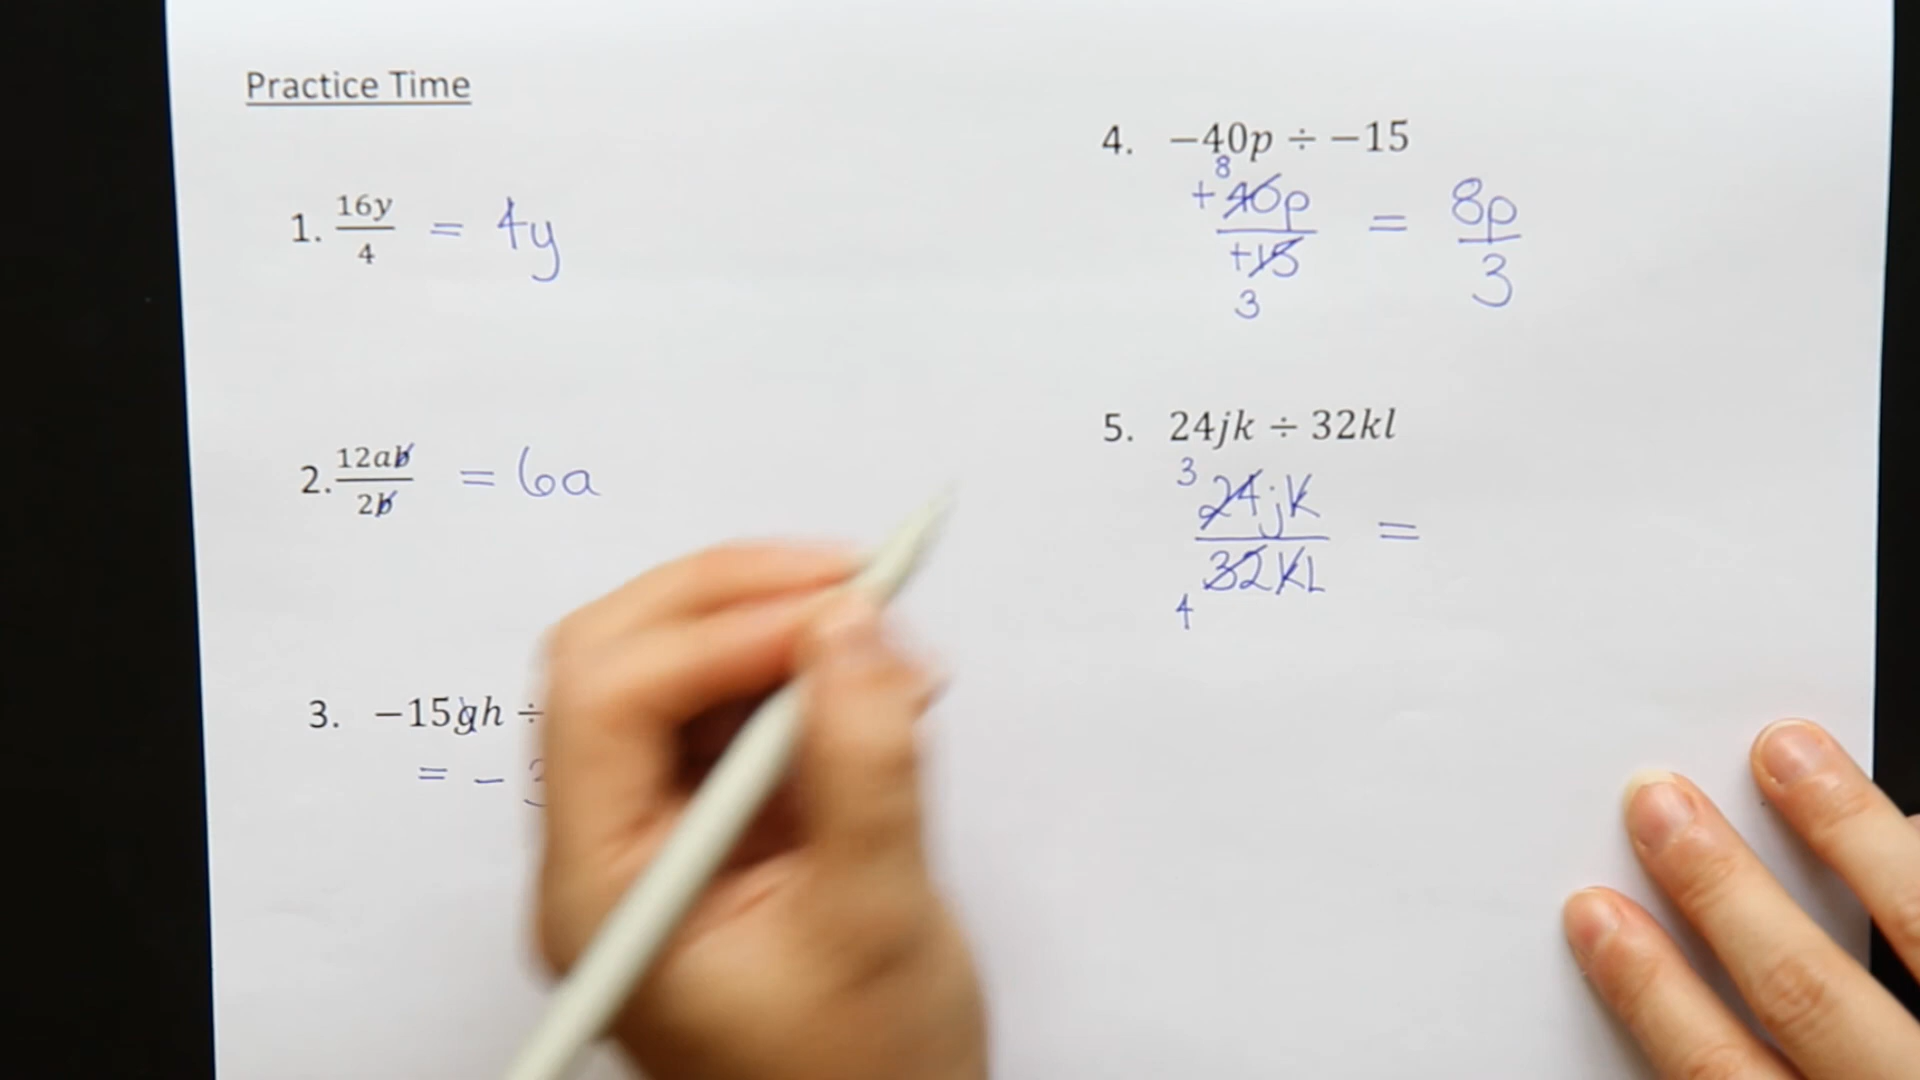 Practice Time
1. 16y/4 = 4y
2. 12ab/2b = 6a
3. −15gh ÷
= − 3
4. −40p ÷ −15
8
+40p/+15 = 8p/3
3
5. 24jk ÷ 32kl
3
24jk/32kL =
4